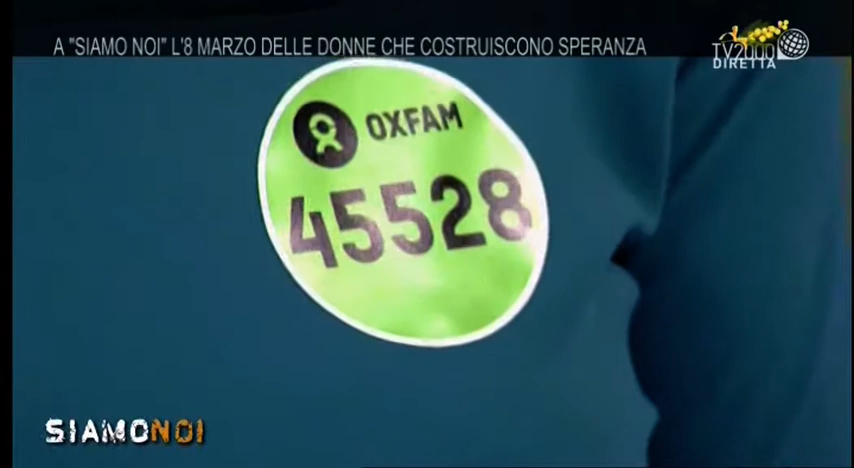 A "SIAMO NOI" L'8 MARZO DELLE DONNE CHE COSTRUISCONO SPERANZA
TV2000
DIRETTA
OXFAM
45528
SIAMONOI